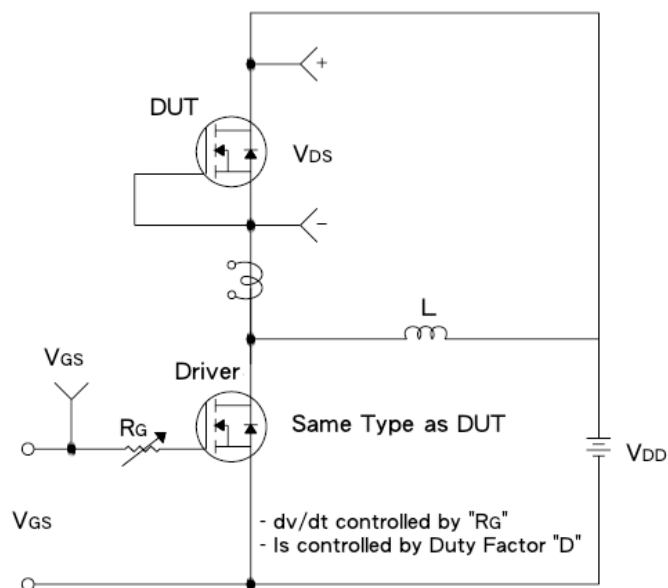 +
DUT
VDS
-
L
VGS
Driver
RG
Same Type as DUT
VDD
VGS
- dv/dt controlled by "RG"
- Is controlled by Duty Factor "D"